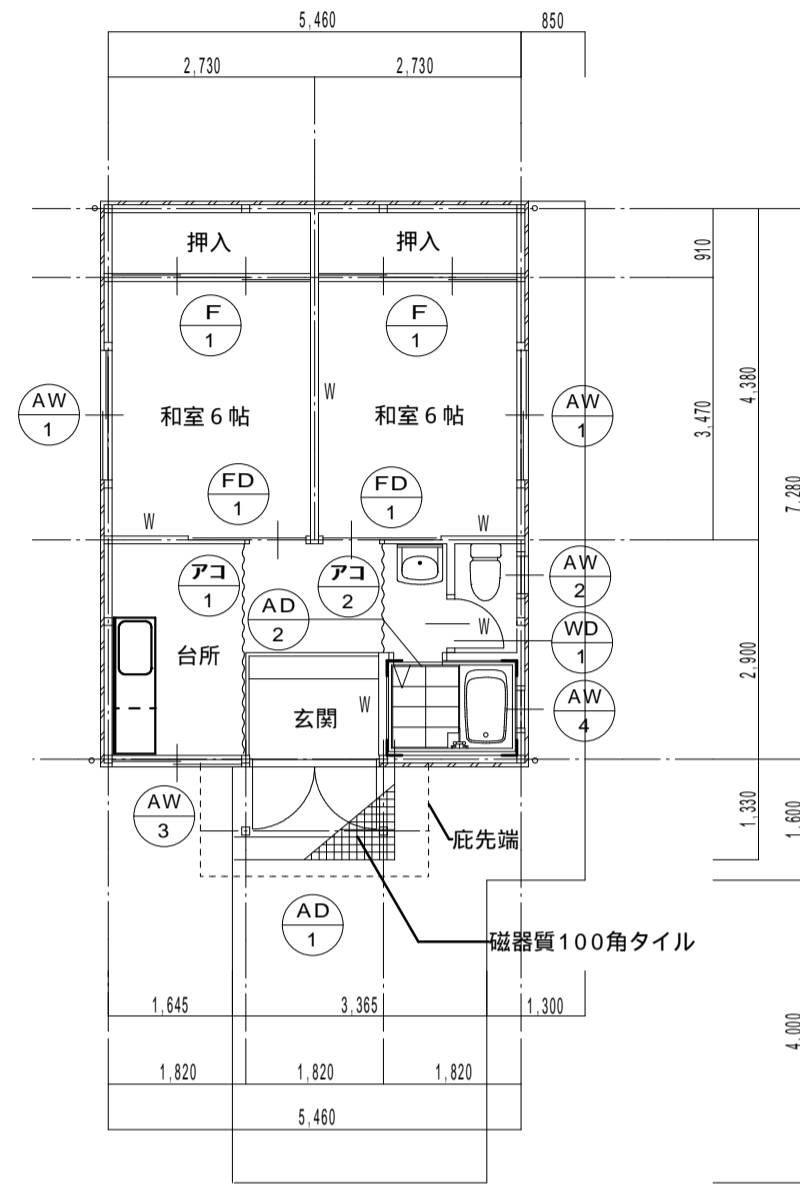 5,460
850
2,730
2,730
押入
押入
910
F
1
F
1
4,380
3,470
AW
1
和室６帖
W
和室６帖
AW
1
7,280
FD
1
FD
1
W
W
アコ
1
アコ
2
AW
2
AD
2
W
WD
1
台所
2,900
玄関
W
AW
4
AW
3
1,330
1,600
庇先端
AD
1
磁器質100角タイル
1,645
3,365
1,300
4,000
1,820
1,820
1,820
5,460